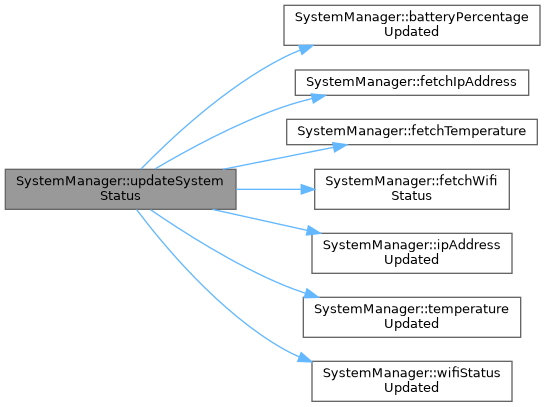 SystemManager::batteryPercentage
Updated
SystemManager::fetchIpAddress
SystemManager::fetchTemperature
SystemManager::updateSystem
Status
SystemManager::fetchWifi
Status
SystemManager::ipAddress
Updated
SystemManager::temperature
Updated
SystemManager::wifiStatus
Updated